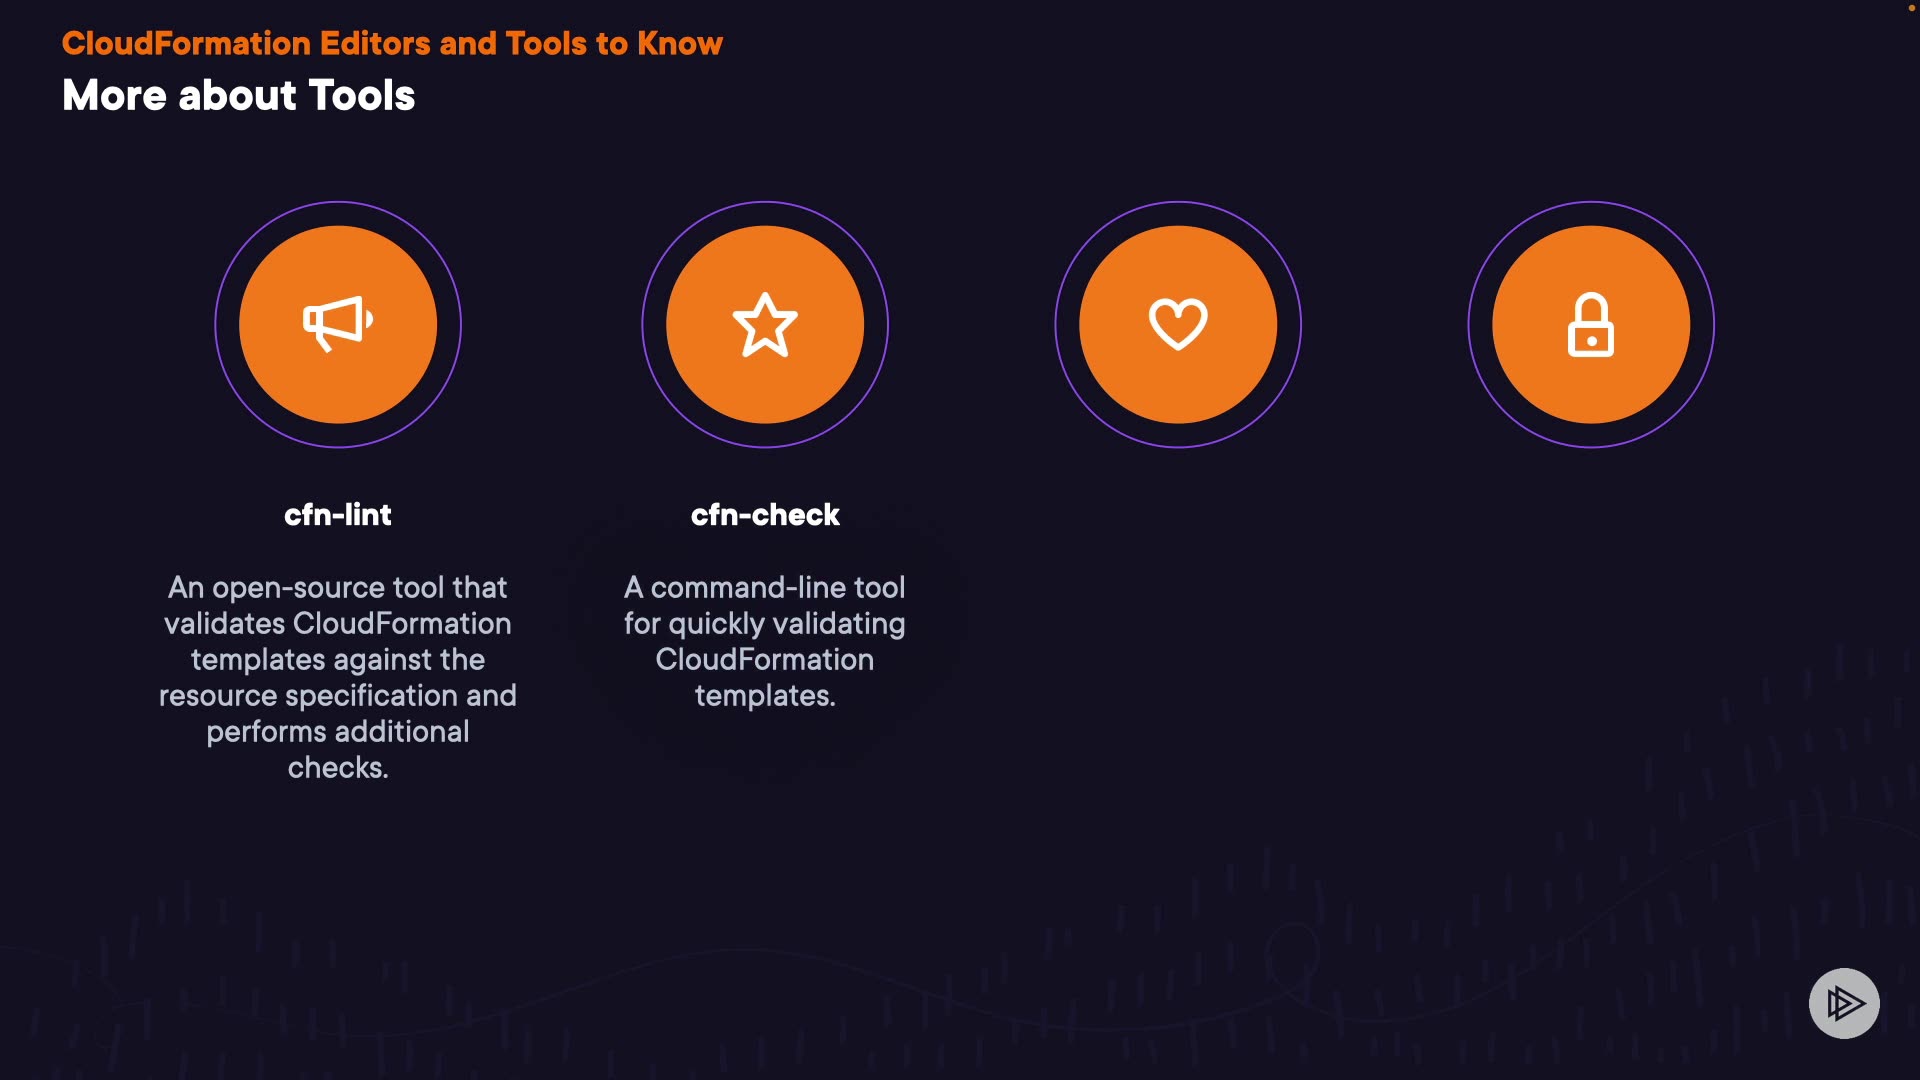 CloudFormation Editors and Tools to Know
More about Tools
cfn-lint
An open-source tool that
validates CloudFormation
templates against the
resource specification and
performs additional
checks.
cfn-check
A command-line tool
for quickly validating
CloudFormation
templates.